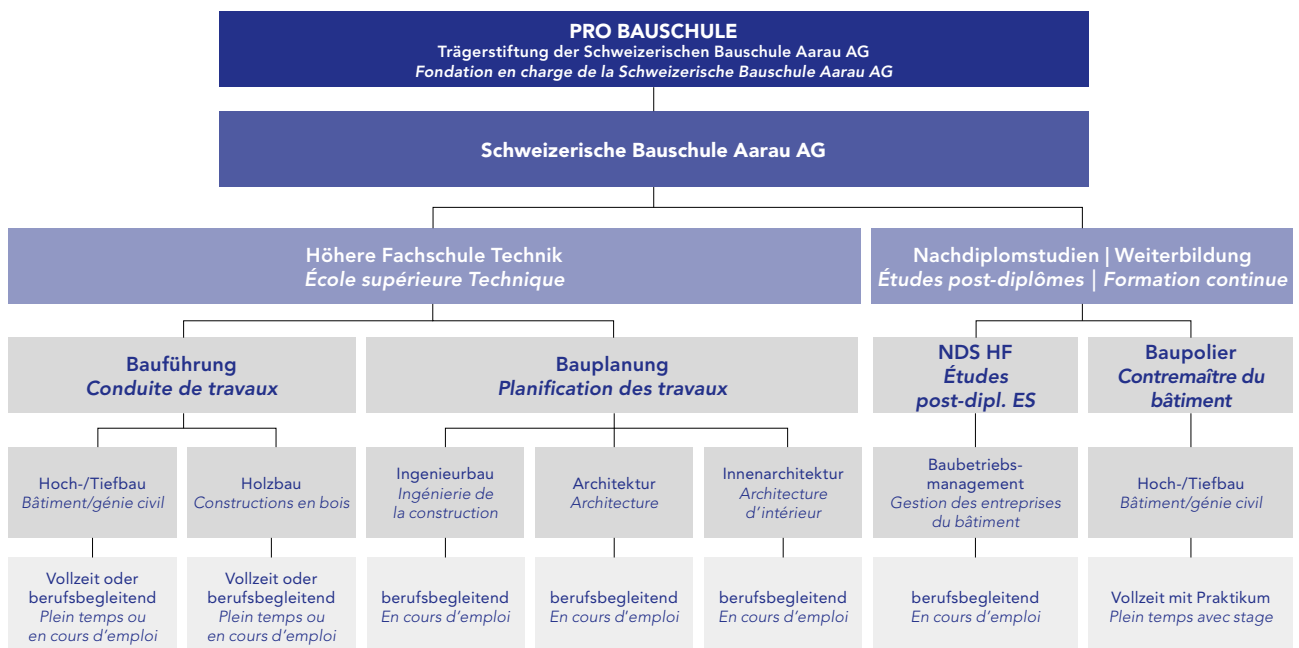 PRO BAUSCHULE
Trägerstiftung der Schweizerischen Bauschule Aarau AG
Fondation en charge de la Schweizerische Bauschule Aarau AG
Schweizerische Bauschule Aarau AG
Höhere Fachschule Technik
École supérieure Technique
Nachdiplomstudien | Weiterbildung
Études post-diplômes | Formation continue
Bauführung
Conduite de travaux
Bauplanung
Planification des travaux
NDS HF
Études
post-dipl. ES
Baupolier
Contremaître du
bâtiment
Hoch-/Tiefbau
Bâtiment/génie civil
Holzbau
Constructions en bois
Ingenieurbau
Ingénierie de
la construction
Architektur
Architecture
Innenarchitektur
Architecture
d'intérieur
Baubetriebs-
management
Gestion des entreprises
du bâtiment
Hoch-/Tiefbau
Bâtiment/génie civil
Vollzeit oder
berufsbegleitend
Plein temps ou
en cours d'emploi
Vollzeit oder
berufsbegleitend
Plein temps ou
en cours d'emploi
berufsbegleitend
En cours d'emploi
berufsbegleitend
En cours d'emploi
berufsbegleitend
En cours d'emploi
berufsbegleitend
En cours d'emploi
Vollzeit mit Praktikum
Plein temps avec stage